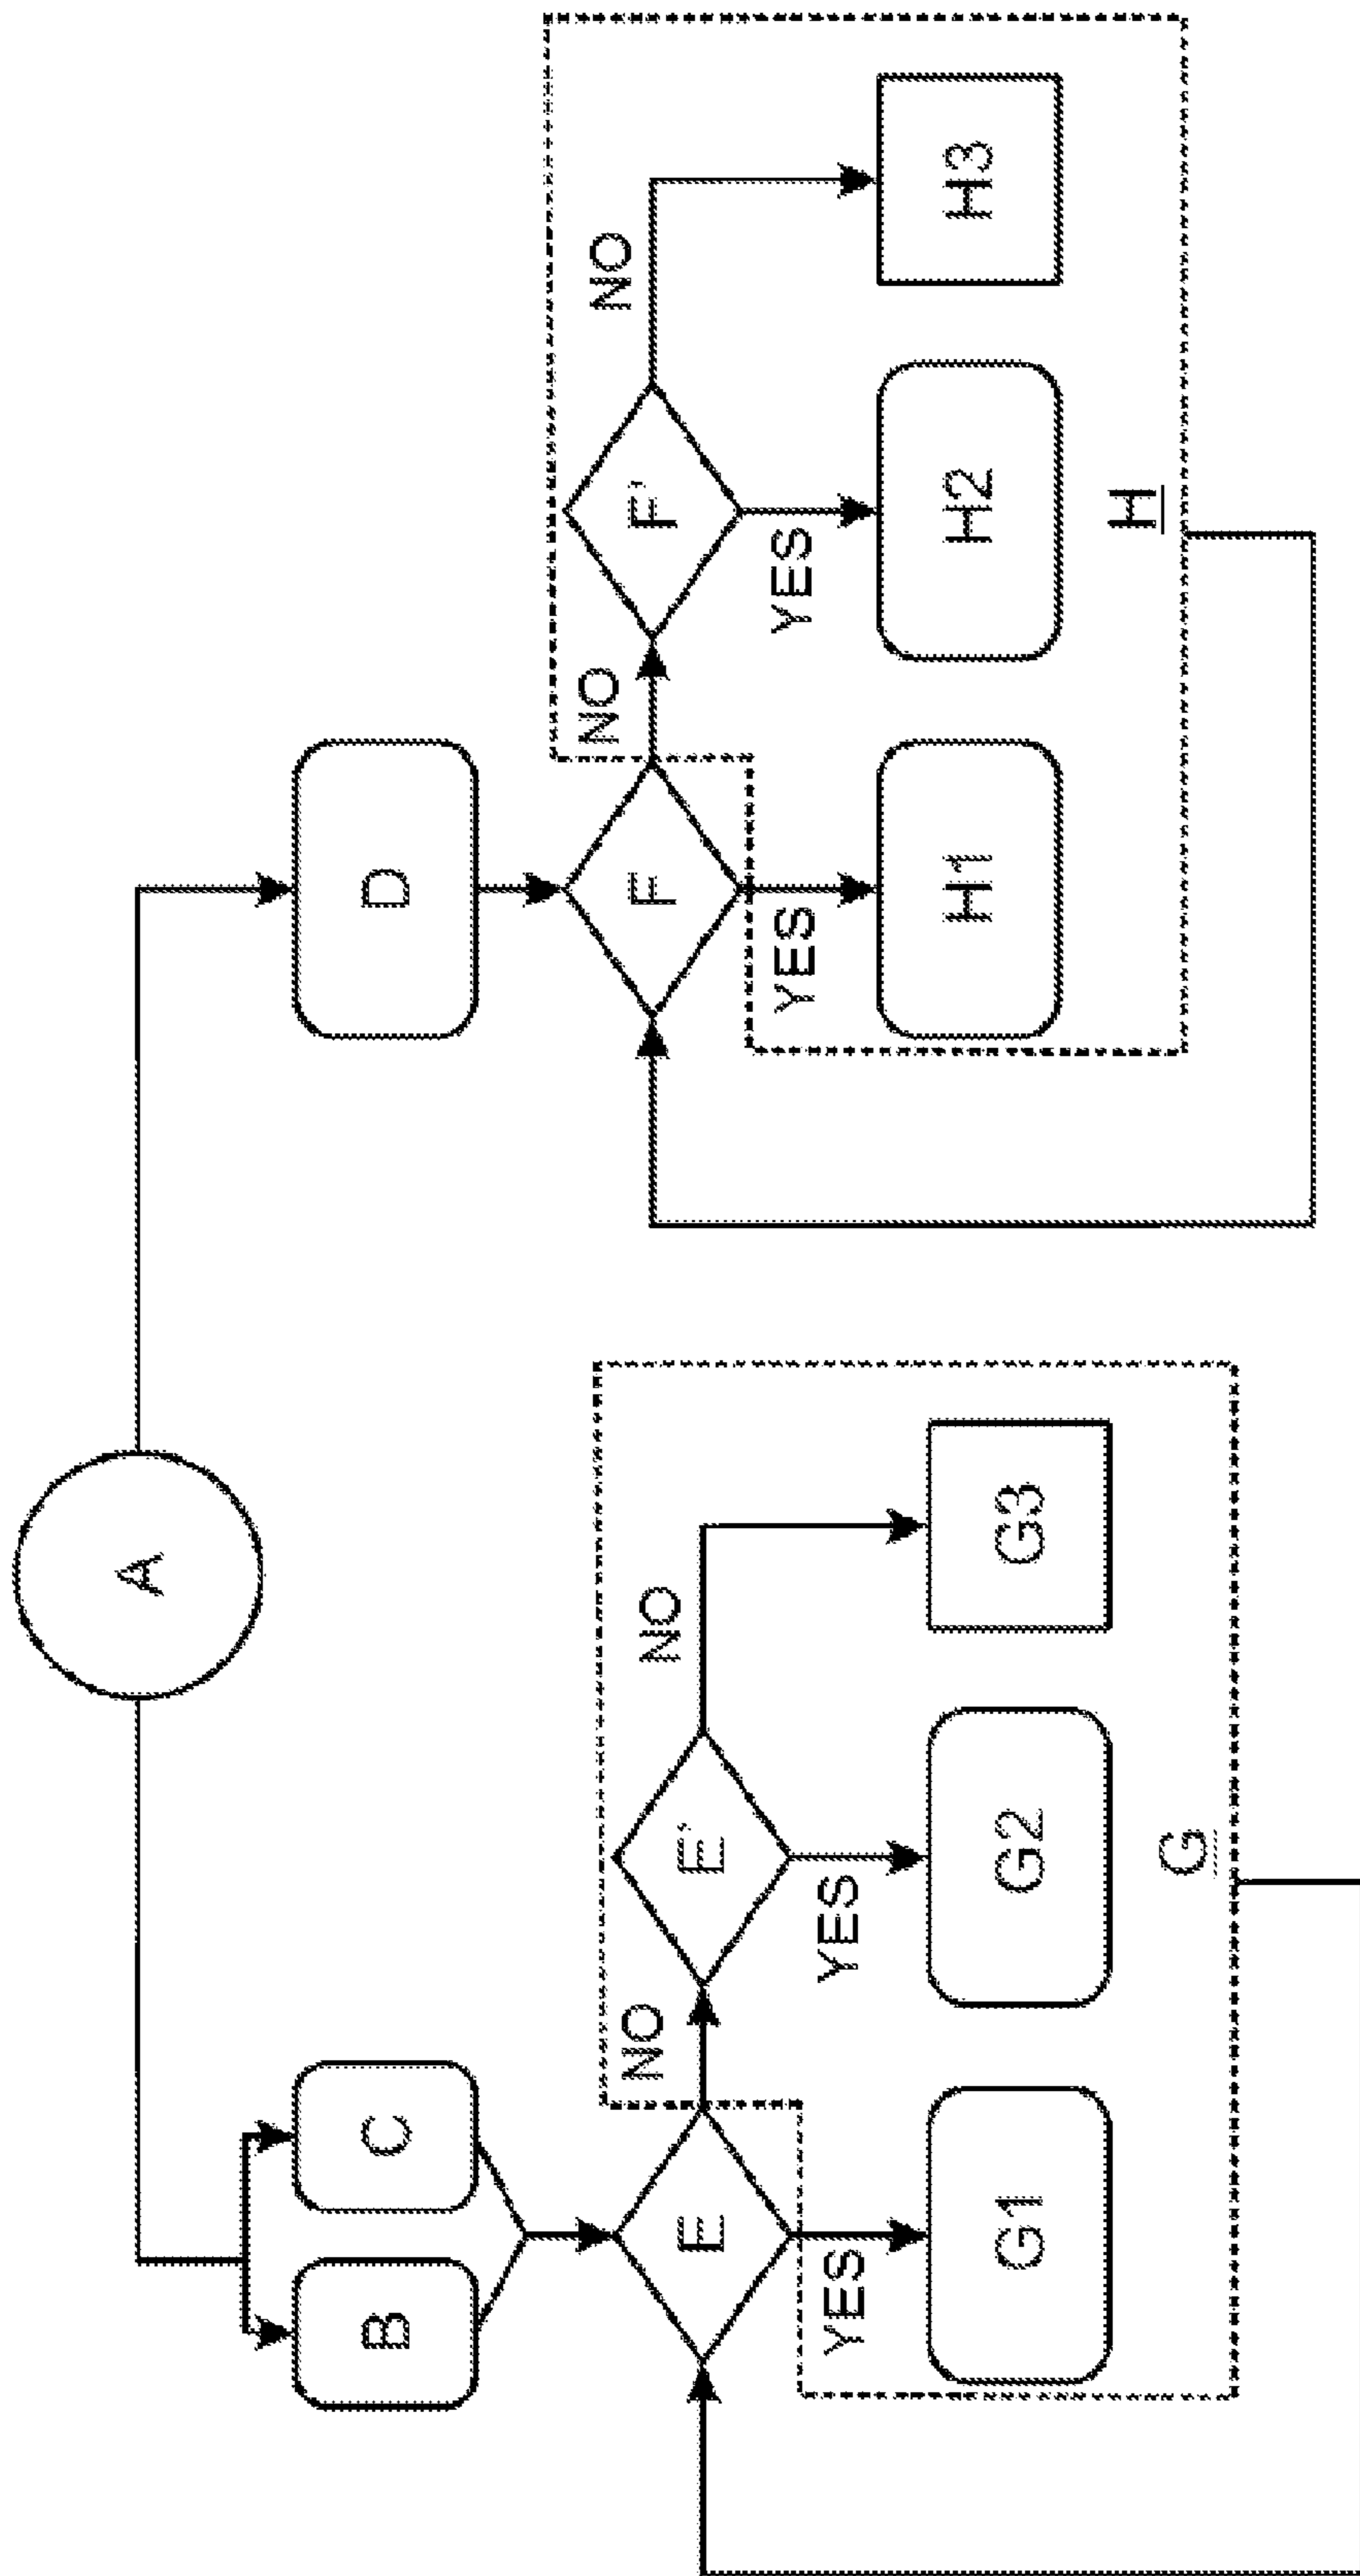 A
B
C
D
E
NO
E'
NO
YES
YES
G1
G2
G3
G
F
NO
F'
NO
YES
YES
H1
H2
H3
H